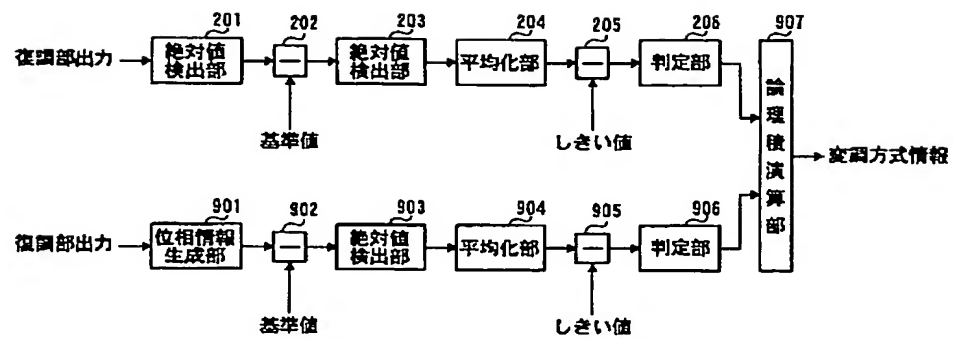 201
202
203
204
205
206
907
復調部出力
絶対値
検出部
−
絶対値
検出部
平均化部
−
判定部
論理積演算部
基準値
しきい値
変調方式情報
901
902
903
904
905
906
復調部出力
位相情報
生成部
−
絶対値
検出部
平均化部
−
判定部
基準値
しきい値